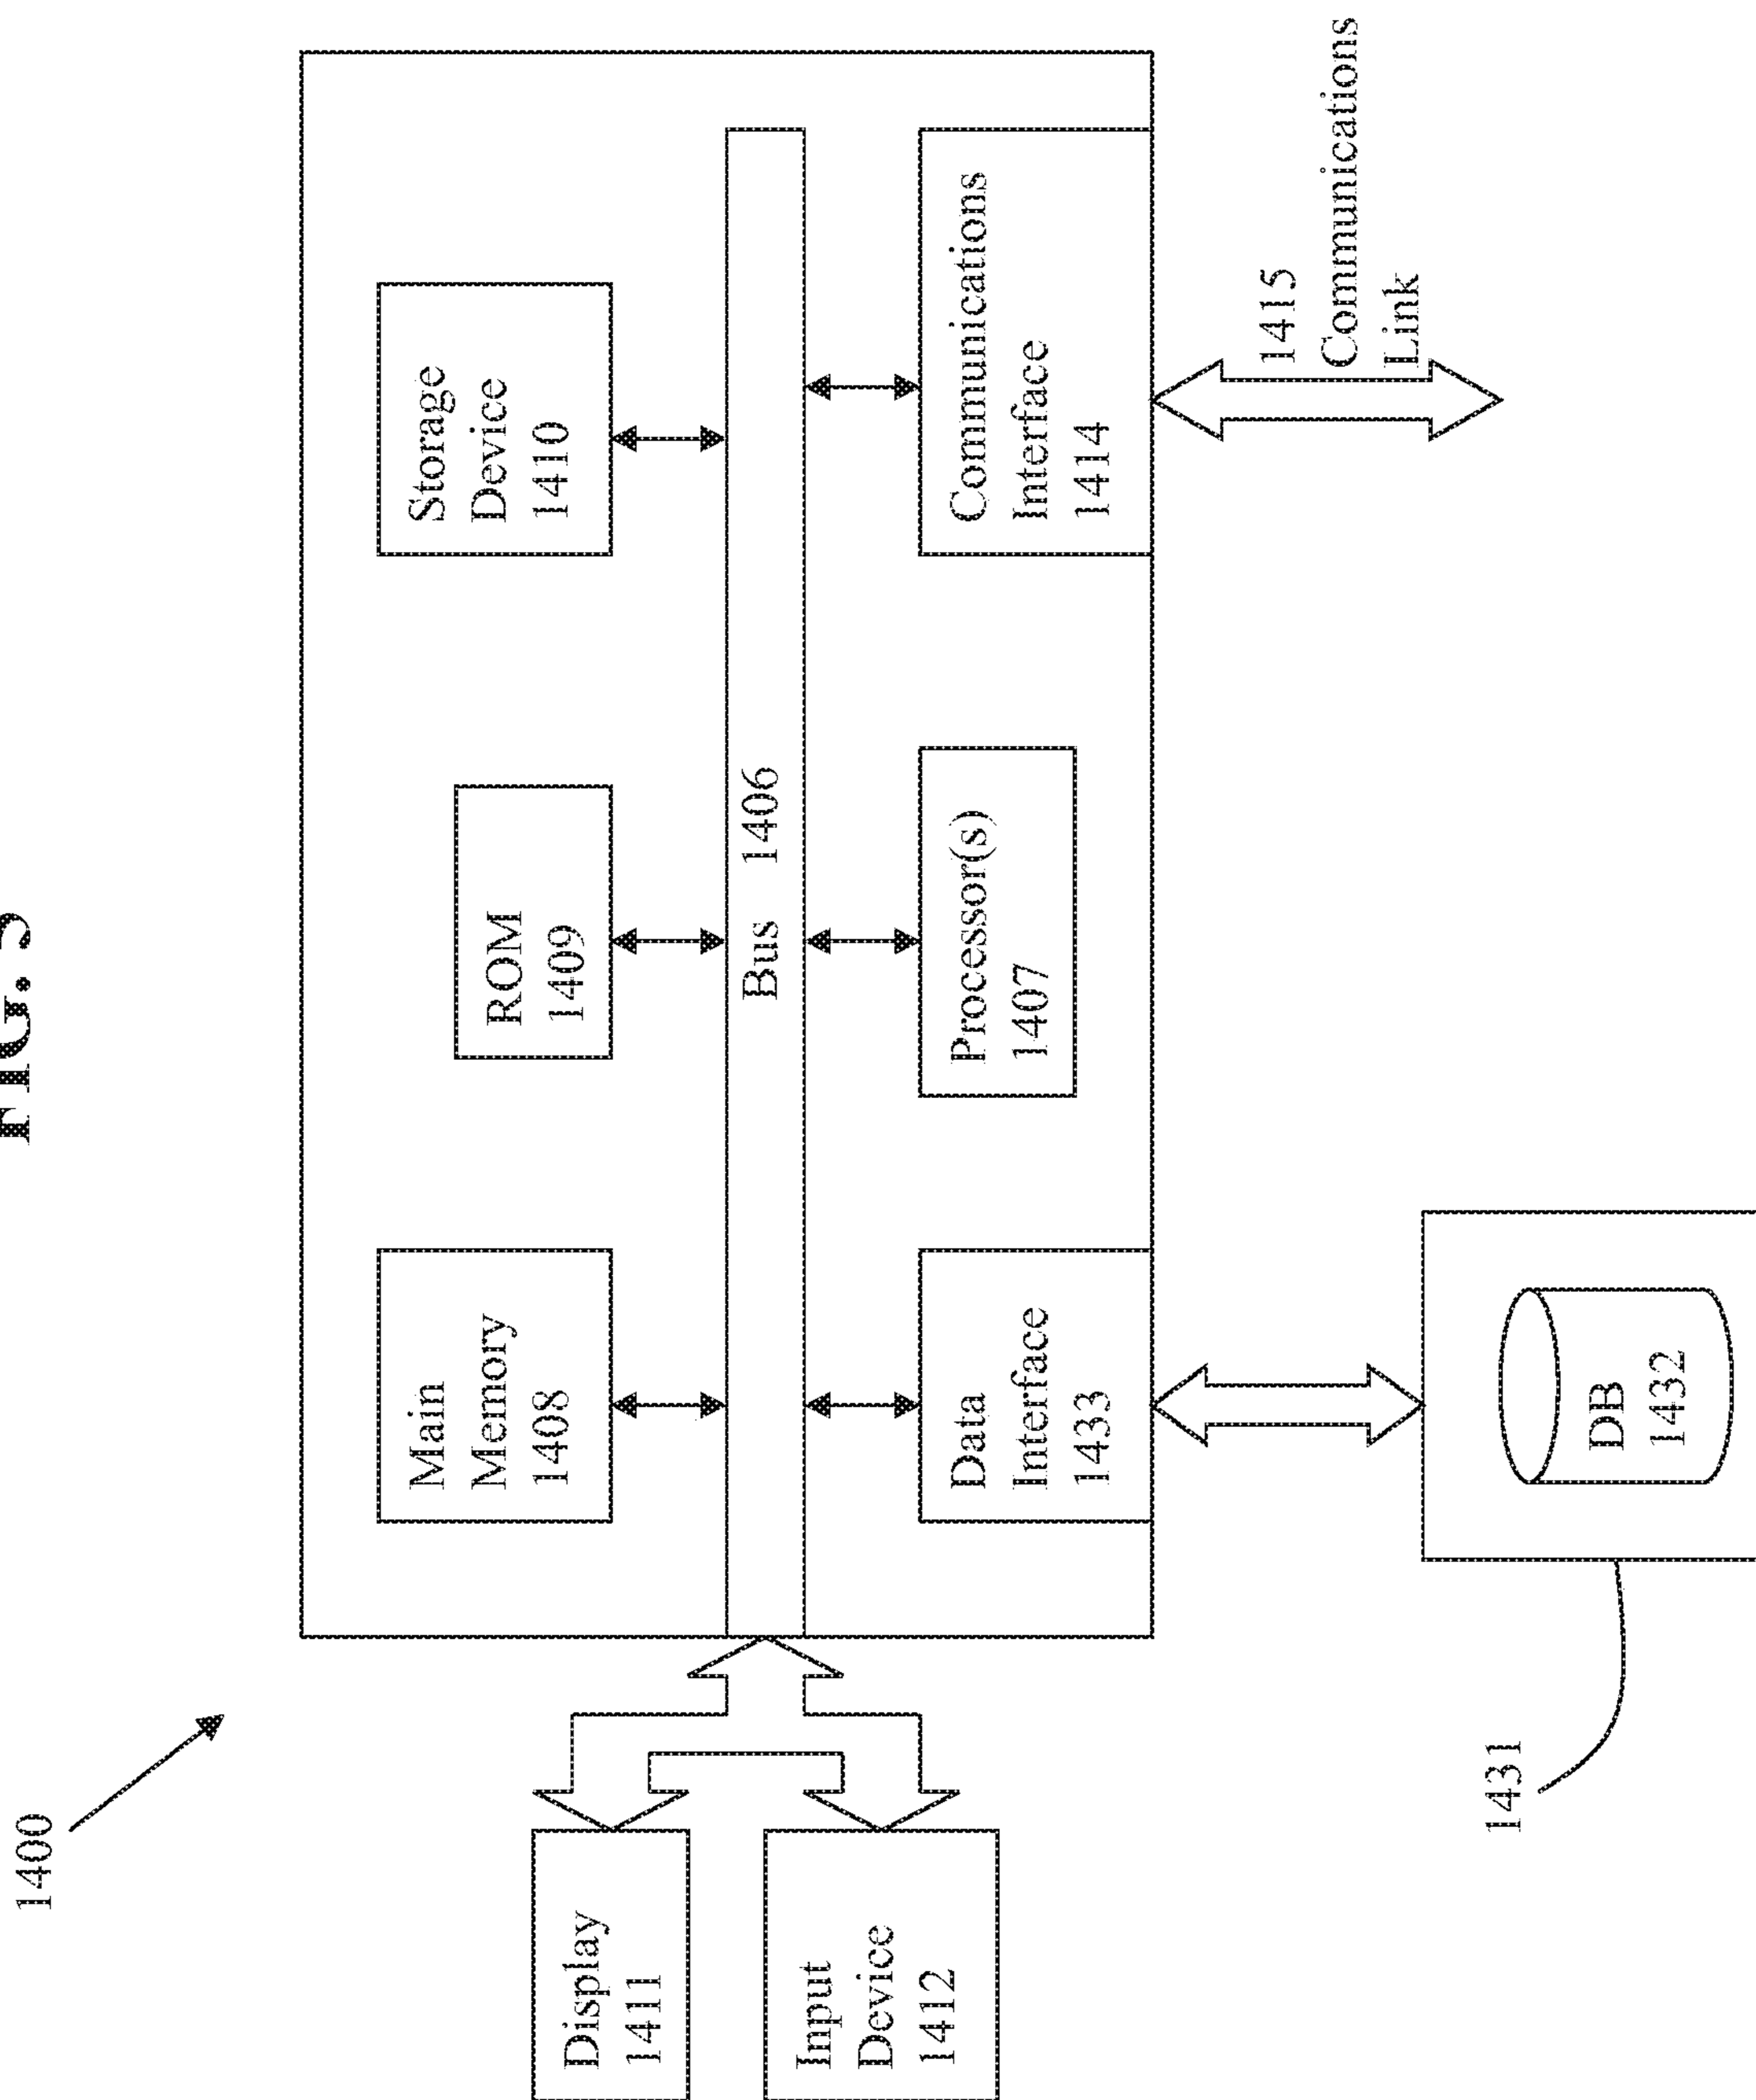 FIG.
1400
Main
Memory
1408
ROM
1409
Storage
Device
1410
Display
1411
Bus 1406
Input
Device
1412
Data
Interface
1433
Processor(s)
1407
Communications
Interface
1414
1415
Communications
Link
1431
DB
1432